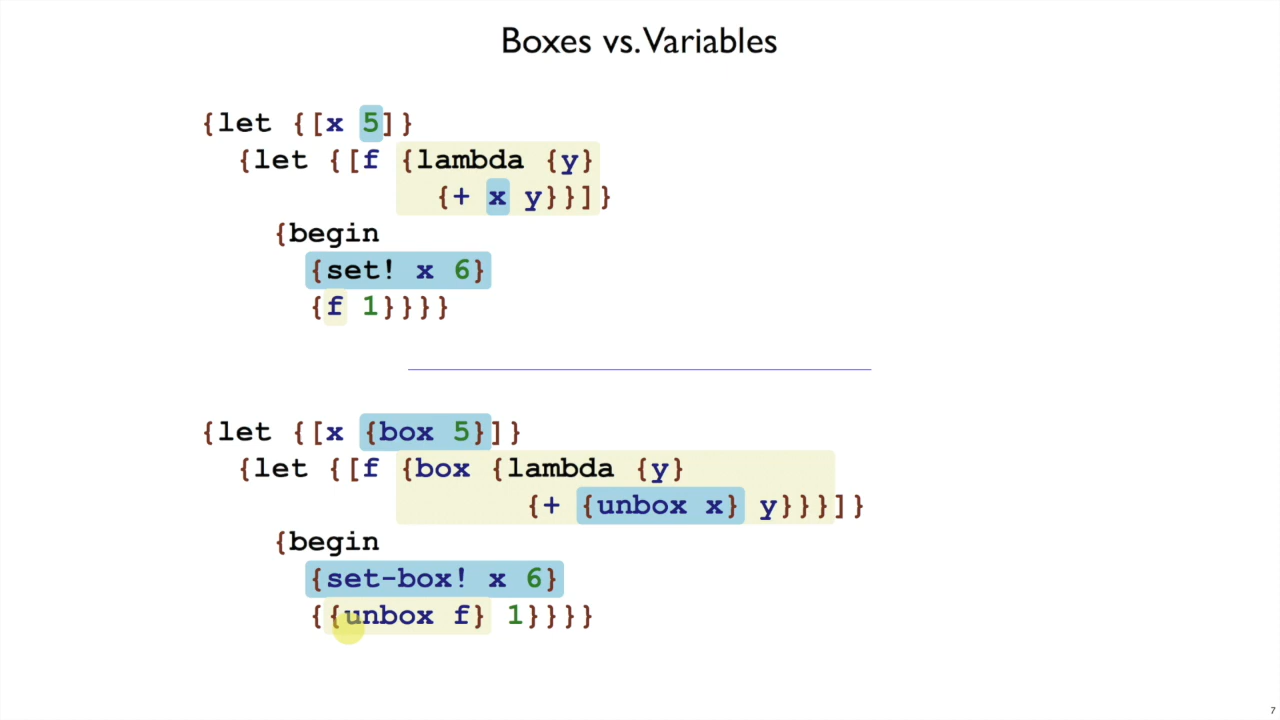 Boxes vs. Variables
{let {[x 5]}
{let {[f {lambda {y}
{+ x y}}]}
{begin
{set! x 6}
{f 1}}}}
{let {[x {box 5}]}
{let {[f {box {lambda {y}
{+ {unbox x} y}}}]}
{begin
{set-box! x 6}
{{unbox f} 1}}}}
7